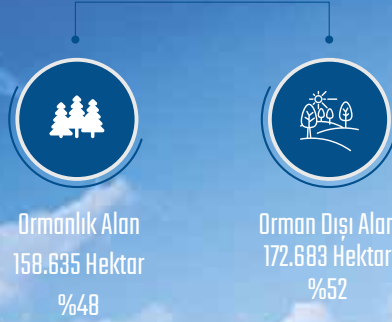 Ormanlık Alan
158.635 Hektar
%48
Orman Dışı Alan
172.683 Hektar
%52